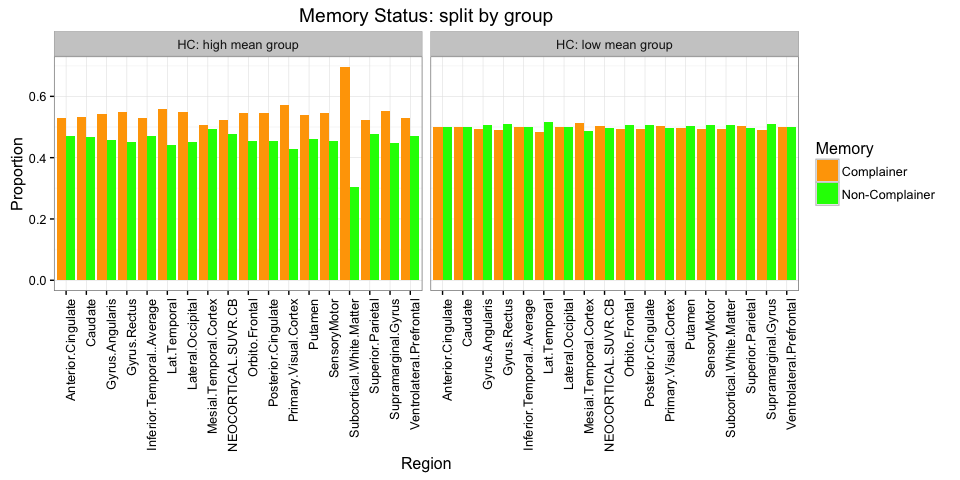 Memory Status: split by group
HC: high mean group
HC: low mean group
Proportion
0.6
0.4
0.2
0.0
Anterior.Cingulate
Caudate
Gyrus.Angularis
Gyrus.Rectus
Inferior.Temporal..Average
Lat.Temporal
Lateral.Occipital
Mesial.Temporal.Cortex
NEOCORTICAL.SUVR.CB
Orbito.Frontal
Posterior.Cingulate
Primary.Visual.Cortex
Putamen
SensoryMotor
Subcortical.White.Matter
Superior.Parietal
Supramarginal.Gyrus
Ventrolateral.Prefrontal
Anterior.Cingulate
Caudate
Gyrus.Angularis
Gyrus.Rectus
Inferior.Temporal..Average
Lat.Temporal
Lateral.Occipital
Mesial.Temporal.Cortex
NEOCORTICAL.SUVR.CB
Orbito.Frontal
Posterior.Cingulate
Primary.Visual.Cortex
Putamen
SensoryMotor
Subcortical.White.Matter
Superior.Parietal
Supramarginal.Gyrus
Ventrolateral.Prefrontal
Region
Memory
Complainer
Non-Complainer